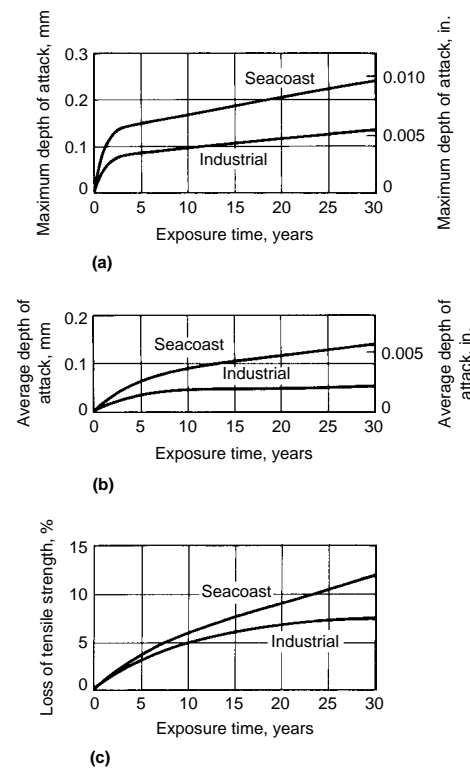 Maximum depth of attack, mm
0.3
0.2
0.1
0
Seacoast
Industrial
0.010
0.005
0
Maximum depth of attack, in.
0 5 10 15 20 25 30
Exposure time, years
(a)
Average depth of
attack, mm
0.2
0.1
0
Seacoast
Industrial
0.005
0
Average depth of
attack, in.
0 5 10 15 20 25 30
Exposure time, years
(b)
Loss of tensile strength, %
15
10
5
0
Seacoast
Industrial
0 5 10 15 20 25 30
Exposure time, years
(c)